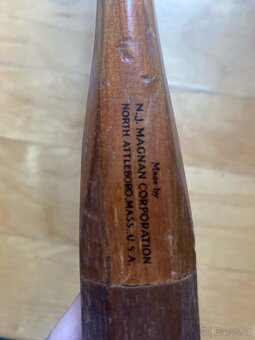 Made by
N.J. MAGNAN CORPORATION
NORTH ATTLEBORO, MASS. U.S.A.